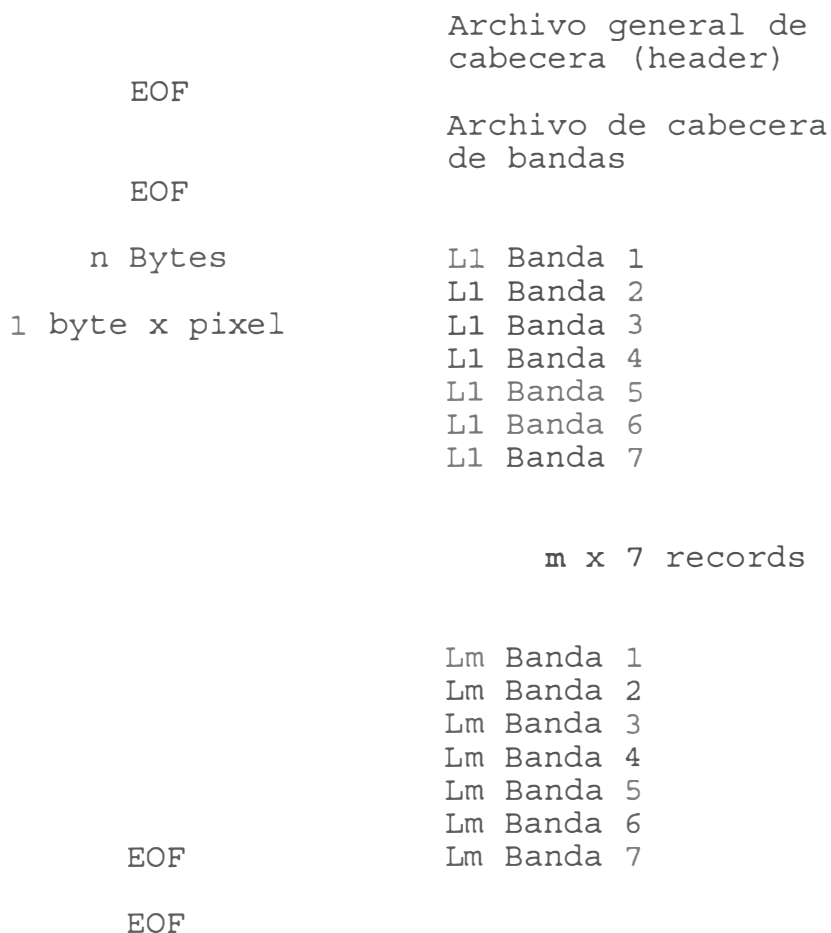 Archivo general de
cabecera (header)
EOF
Archivo de cabecera
de bandas
EOF
n Bytes L1 Banda 1
L1 Banda 2
1 byte x pixel L1 Banda 3
L1 Banda 4
L1 Banda 5
L1 Banda 6
L1 Banda 7
m x 7 records
Lm Banda 1
Lm Banda 2
Lm Banda 3
Lm Banda 4
Lm Banda 5
Lm Banda 6
EOF Lm Banda 7
EOF